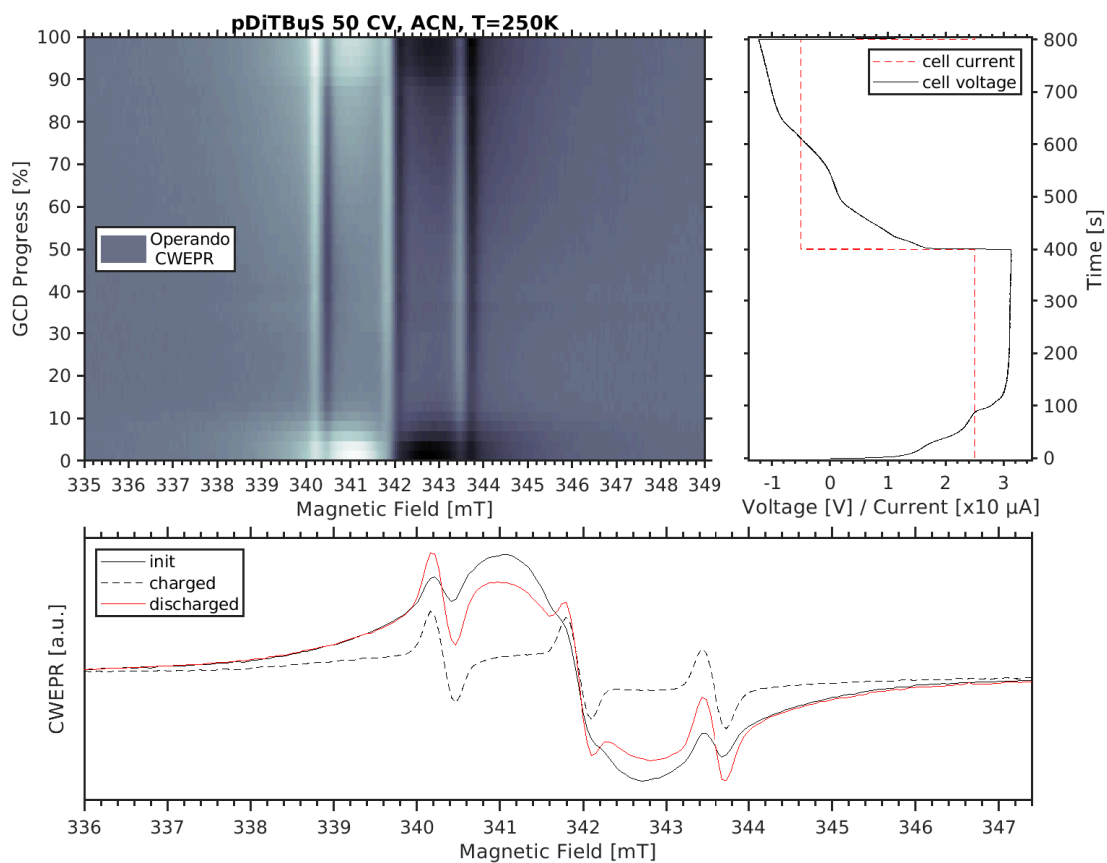 pDiTBuS 50 CV, ACN, T=250K
GCD Progress [%]
100
90
80
70
60
50
40
30
20
10
0
Operando
CWEPR
335 336 337 338 339 340 341 342 343 344 345 346 347 348 349
Magnetic Field [mT]
cell current
cell voltage
800
700
600
500
400
300
200
100
0
Time [s]
-1 0 1 2 3
Voltage [V] / Current [x10 µA]
init
charged
discharged
CWEPR [a.u.]
336 337 338 339 340 341 342 343 344 345 346 347
Magnetic Field [mT]